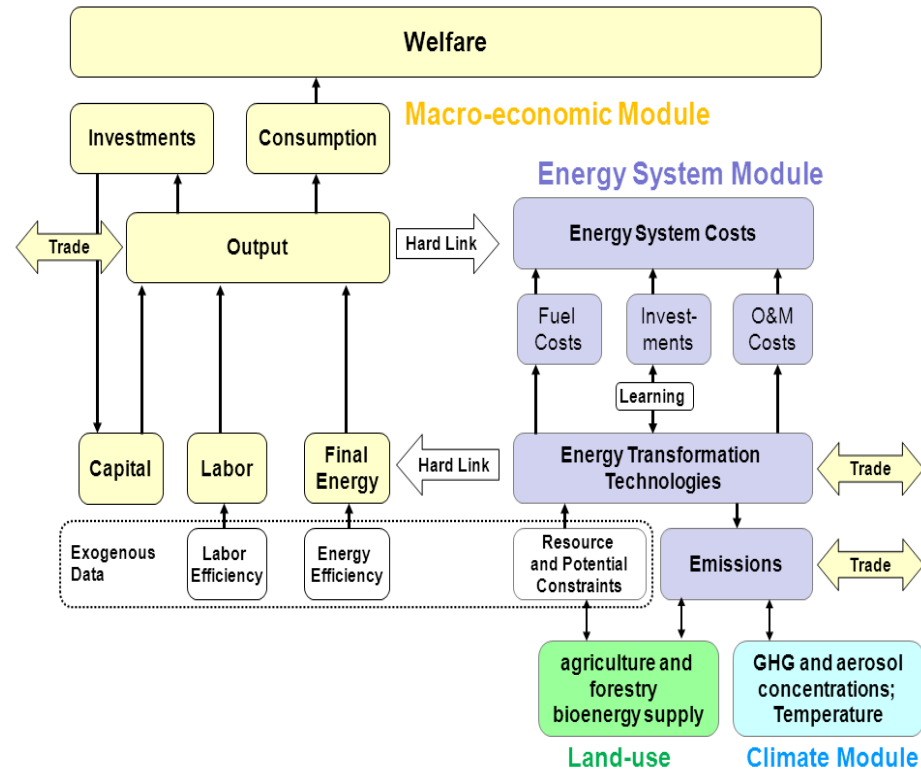 Welfare
Macro-economic Module
Investments
Consumption
Energy System Module
Trade
Output
Hard Link
Energy System Costs
Fuel
Costs
Invest-
ments
O&M
Costs
Learning
Capital
Labor
Final
Energy
Hard Link
Energy Transformation
Technologies
Trade
Exogenous
Data
Labor
Efficiency
Energy
Efficiency
Resource
and Potential
Constraints
Emissions
Trade
agriculture and
forestry
bioenergy supply
GHG and aerosol
concentrations;
Temperature
Land-use
Climate Module